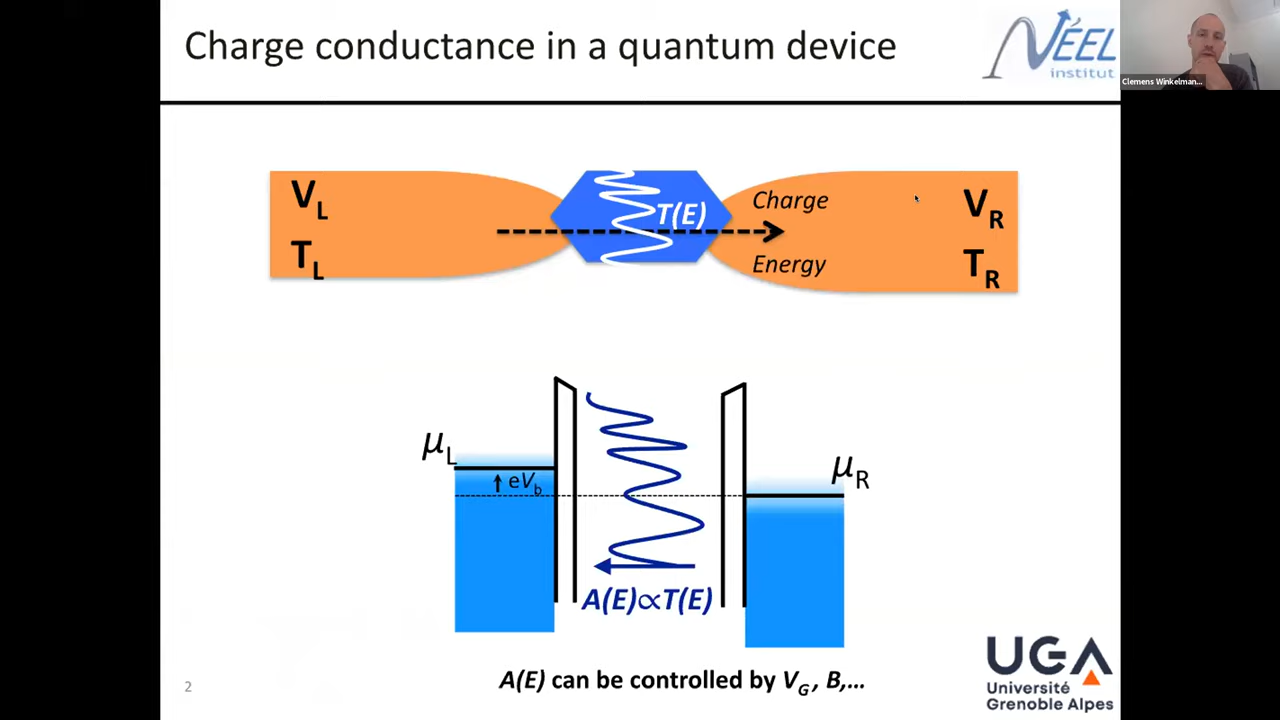 Charge conductance in a quantum device
NÉEL
institut
Clemens Winkelman...
V_L
T_L
T(E)
Charge
Energy
V_R
T_R
μ_L
eV_b
μ_R
A(E)∝T(E)
A(E) can be controlled by V_G, B,...
2
UGA
Université
Grenoble Alpes